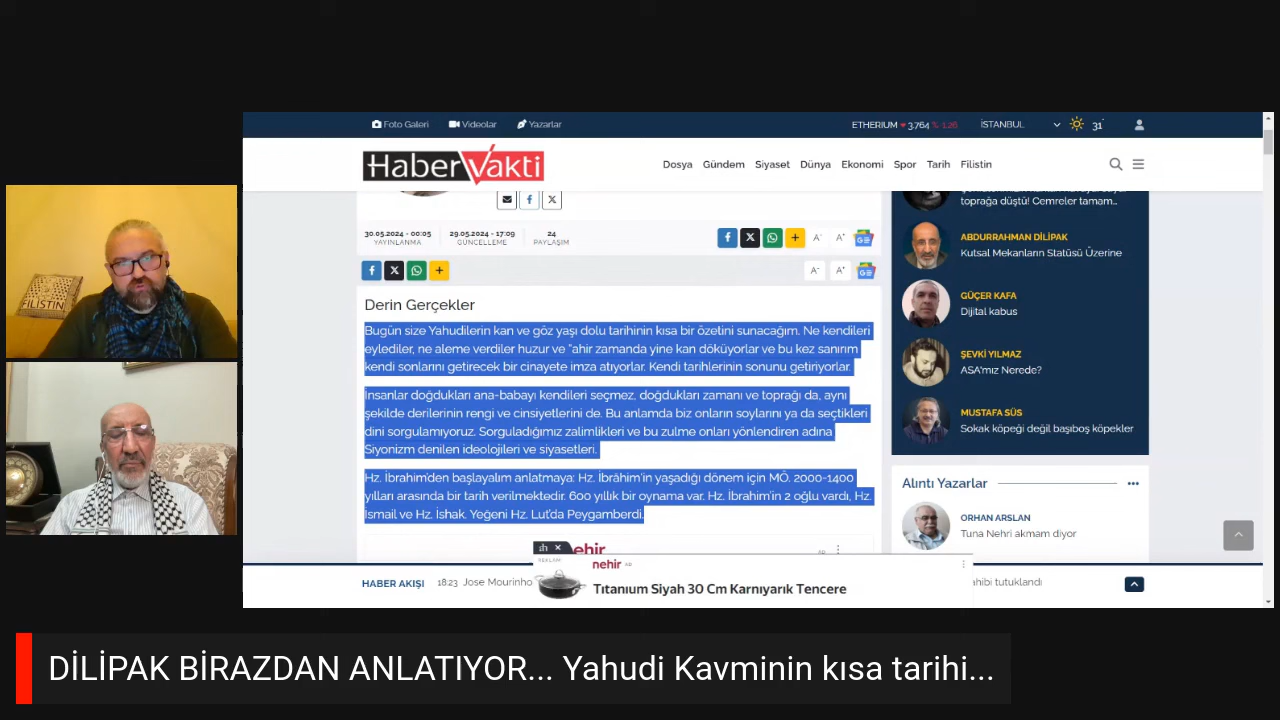 Foto Galeri Videolar Yazarlar ETHERIUM 3.764 % -1.26 İSTANBUL 31°
HaberVakti Dosya Gündem Siyaset Dünya Ekonomi Spor Tarih Filistin
30.05.2024 - 00:05 29.05.2024 - 17:09 24
YAYINLANMA GÜNCELLEME PAYLAŞIM
A- A+
A- A+
Derin Gerçekler
Bugün size Yahudilerin kan ve göz yaşı dolu tarihinin kısa bir özetini sunacağım. Ne kendileri
eylediler, ne aleme verdiler huzur ve “ahir zamanda yine kan döküyorlar ve bu kez sanırım
kendi sonlarını getirecek bir cinayete imza atıyorlar. Kendi tarihlerinin sonunu getiriyorlar.
İnsanlar doğdukları ana-babayı kendileri seçmez, doğdukları zamanı ve toprağı da, aynı
şekilde derilerinin rengi ve cinsiyetlerini de. Bu anlamda biz onların soylarını ya da seçtikleri
dini sorgulamıyoruz. Sorguladığımız zalimlikleri ve bu zulme onları yönlendiren adına
Siyonizm denilen ideolojileri ve siyasetleri.
Hz. İbrahim’den başlayalım anlatmaya: Hz. İbrâhim’in yaşadığı dönem için MÖ. 2000-1400
yılları arasında bir tarih verilmektedir. 600 yıllık bir oynama var. Hz. İbrahim’in 2 oğlu vardı, Hz.
İsmail ve Hz. İshak. Yeğeni Hz. Lut’da Peygamberdi.
toprağa düştü! Cemreler tamam...
ABDURRAHMAN DİLİPAK
Kutsal Mekanların Statüsü Üzerine
GÜÇER KAFA
Dijital kabus
ŞEVKİ YILMAZ
ASA'mız Nerede?
MUSTAFA SÜS
Sokak köpeği değil başıboş köpekler
Alıntı Yazarlar
ORHAN ARSLAN
Tuna Nehri akmam diyor
FİLİSTİN
nehir AD
REKLAM nehir AD
Titanium Siyah 30 Cm Karnıyarık Tencere
HABER AKIŞI 18:23 Jose Mourinho
tutuklandı
DİLİPAK BİRAZDAN ANLATIYOR... Yahudi Kavminin kısa tarihi...